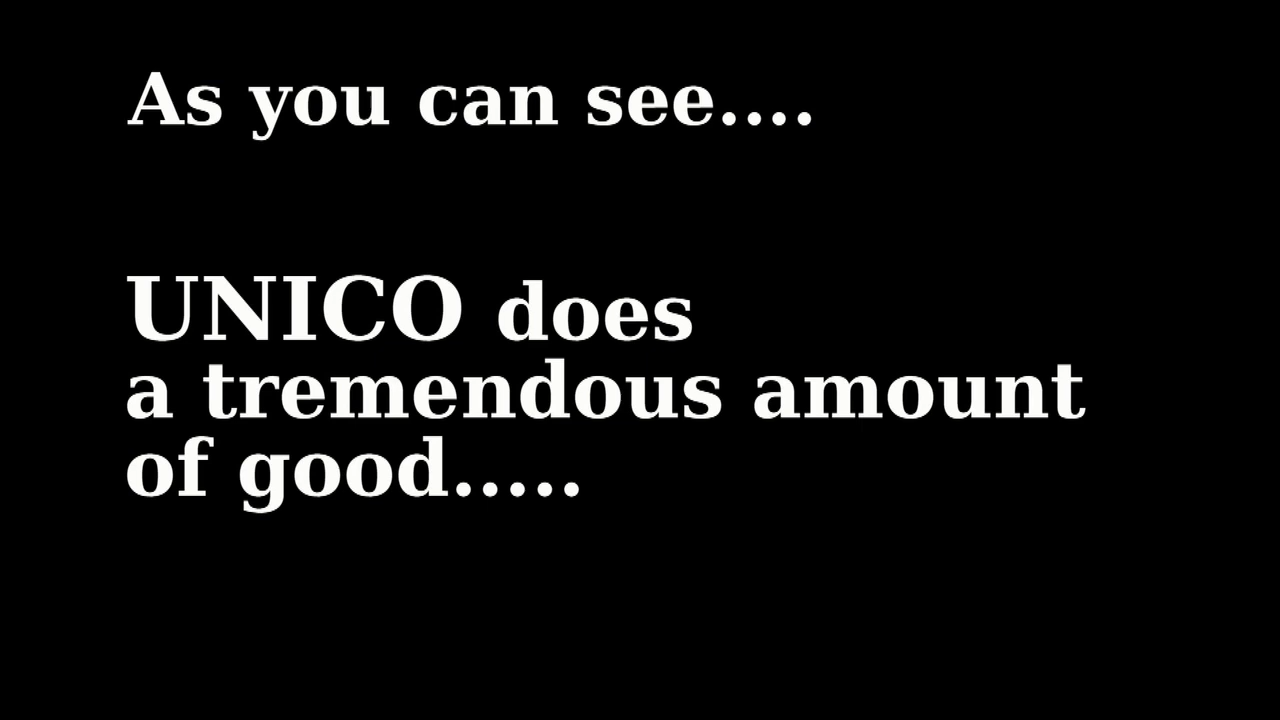 As you can see....
UNICO does
a tremendous amount
of good.....